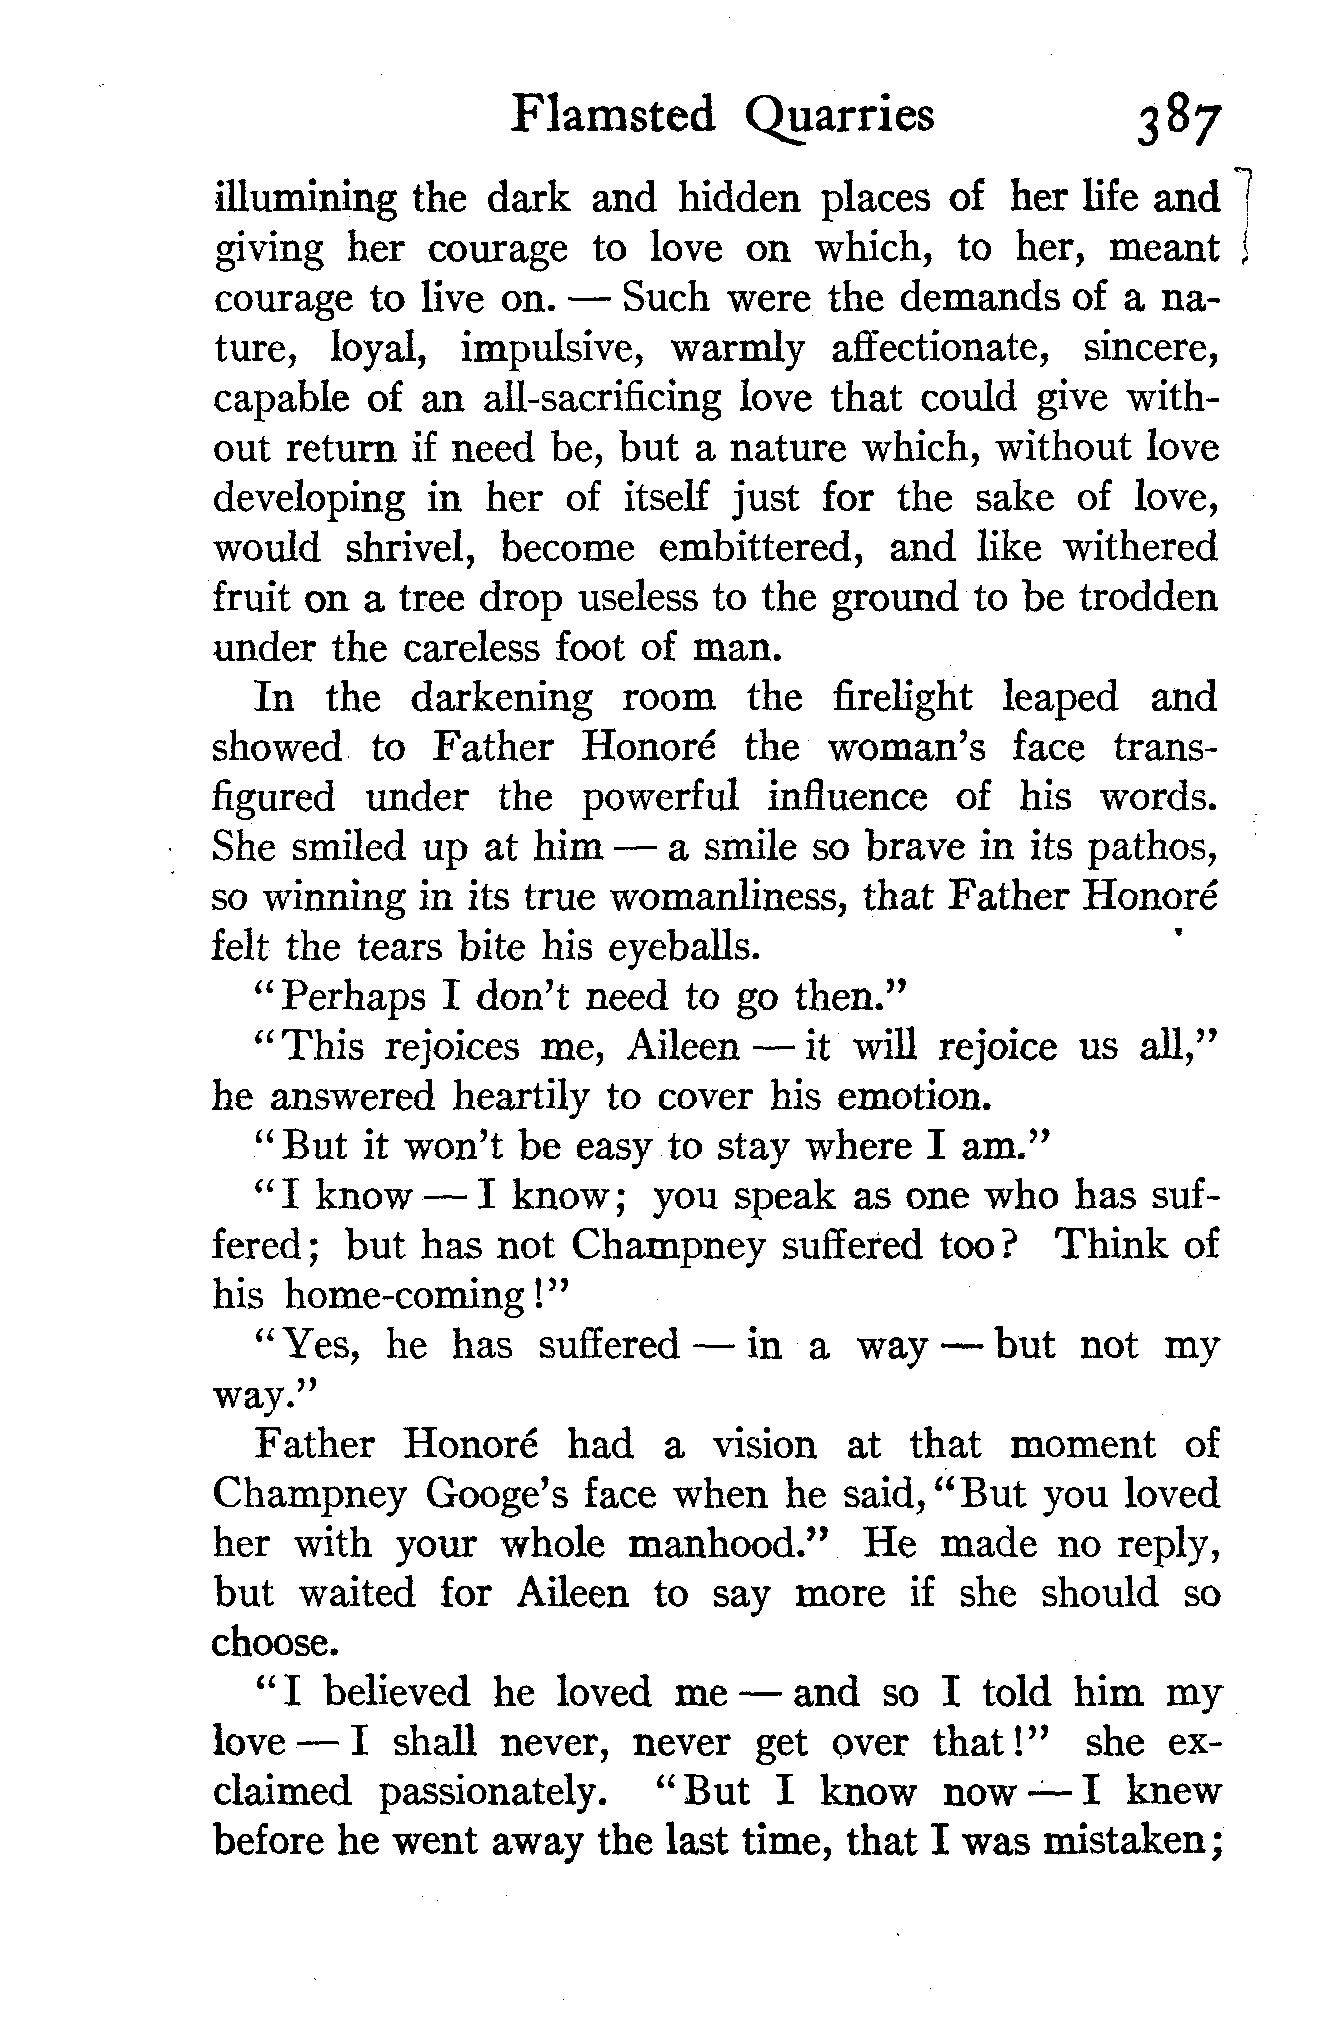 Flamsted Quarries 387
illumining the dark and hidden places of her life and
giving her courage to love on which, to her, meant
courage to live on. — Such were the demands of a na-
ture, loyal, impulsive, warmly affectionate, sincere,
capable of an all-sacrificing love that could give with-
out return if need be, but a nature which, without love
developing in her of itself just for the sake of love,
would shrivel, become embittered, and like withered
fruit on a tree drop useless to the ground to be trodden
under the careless foot of man.
In the darkening room the firelight leaped and
showed to Father Honoré the woman's face trans-
figured under the powerful influence of his words.
She smiled up at him — a smile so brave in its pathos,
so winning in its true womanliness, that Father Honoré
felt the tears bite his eyeballs.
"Perhaps I don't need to go then."
"This rejoices me, Aileen — it will rejoice us all,"
he answered heartily to cover his emotion.
"But it won't be easy to stay where I am."
"I know — I know; you speak as one who has suf-
fered; but has not Champney suffered too? Think of
his home-coming!"
"Yes, he has suffered — in a way — but not my
way."
Father Honoré had a vision at that moment of
Champney Googe's face when he said, "But you loved
her with your whole manhood." He made no reply,
but waited for Aileen to say more if she should so
choose.
"I believed he loved me — and so I told him my
love — I shall never, never get over that!" she ex-
claimed passionately. "But I know now — I knew
before he went away the last time, that I was mistaken;